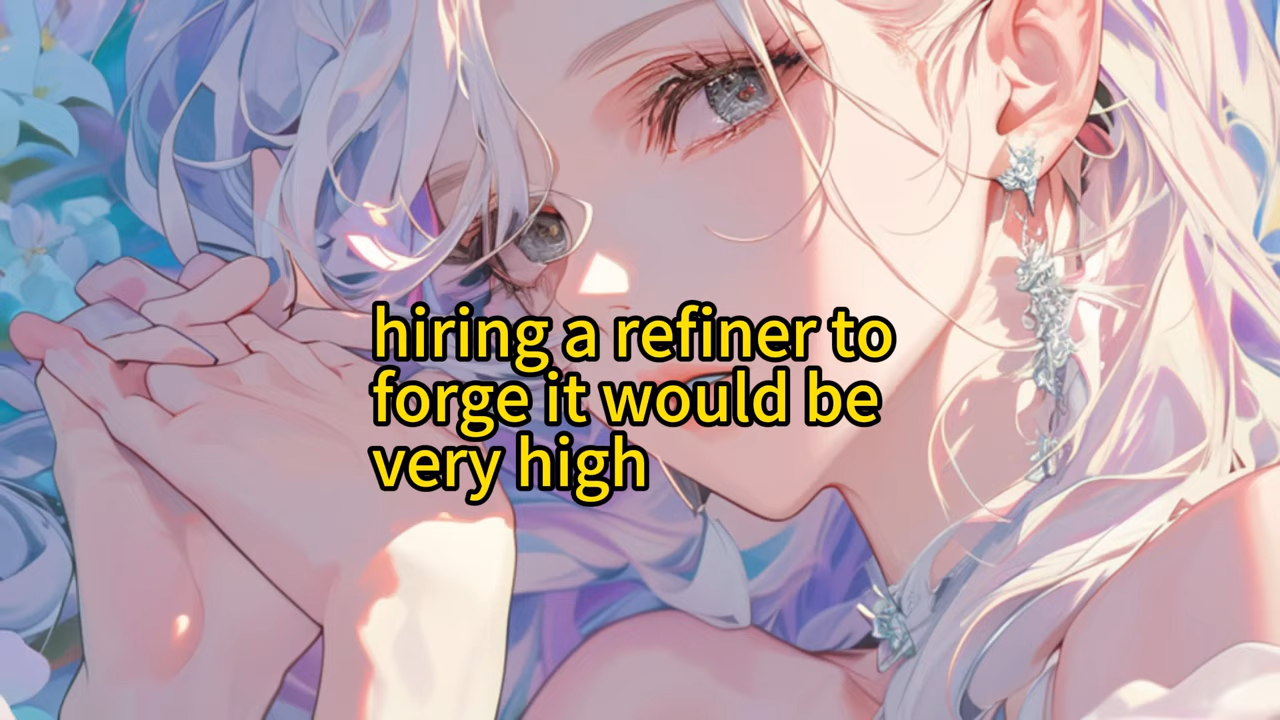 hiring a refiner to
forge it would be
very high